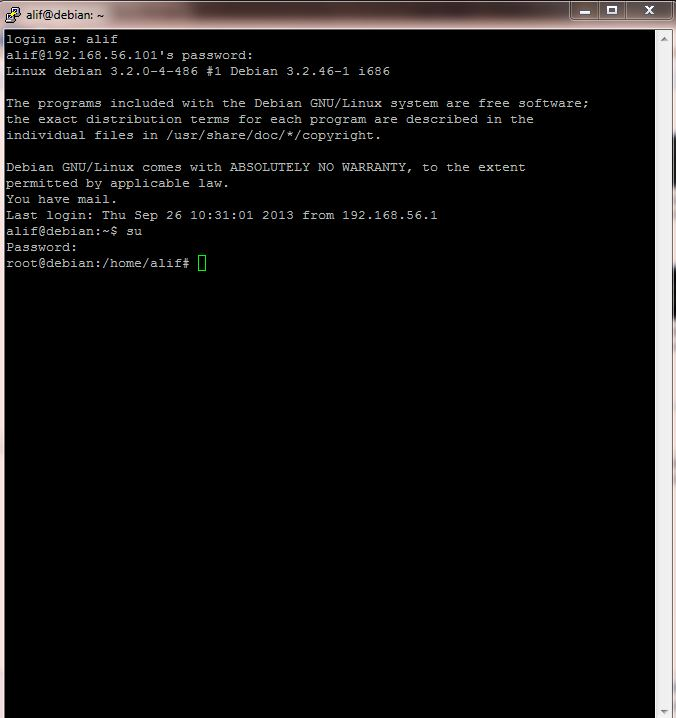 alif@debian: ~
login as: alif
alif@192.168.56.101's password:
Linux debian 3.2.0-4-486 #1 Debian 3.2.46-1 i686
The programs included with the Debian GNU/Linux system are free software;
the exact distribution terms for each program are described in the
individual files in /usr/share/doc/*/copyright.
Debian GNU/Linux comes with ABSOLUTELY NO WARRANTY, to the extent
permitted by applicable law.
You have mail.
Last login: Thu Sep 26 10:31:01 2013 from 192.168.56.1
alif@debian:~$ su
Password:
root@debian:/home/alif#